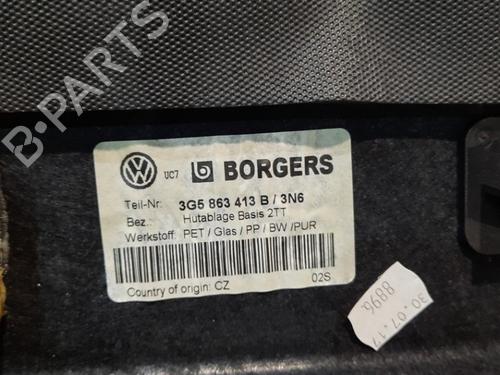 B-PARTS
UC7 BORGERS
Teil-Nr: 3G5 863 413 B / 3N6
Bez.: Hutablage Basis 2TT
Werkstoff: PET / Glas / PP / BW /PUR
Country of origin: CZ 02S
30.07.17
8896